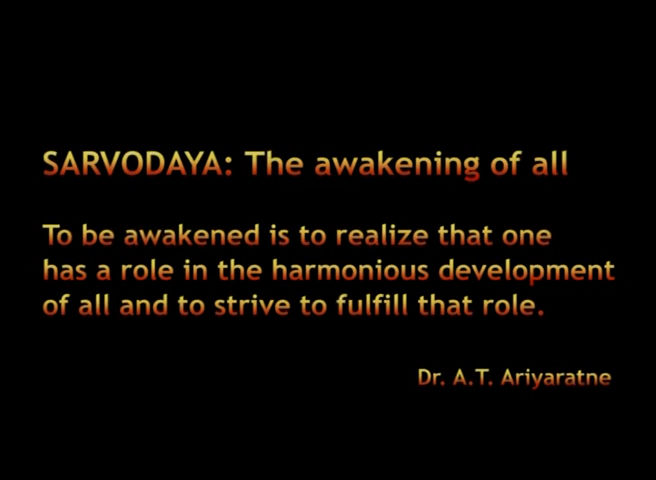 SARVODAYA: The awakening of all
To be awakened is to realize that one
has a role in the harmonious development
of all and to strive to fulfill that role.
Dr. A.T. Ariyaratne